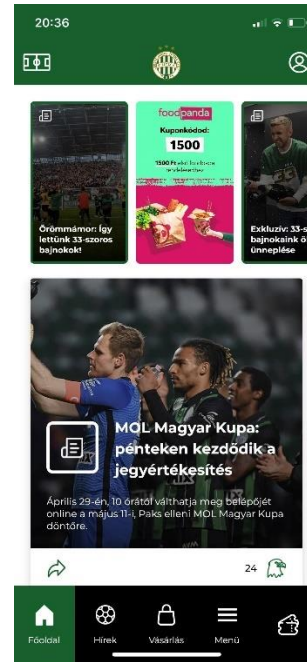 20:36
foodpanda
Kuponkódod:
1500
1500 Ft
Örömmámor: Így
lettünk 33-szoros
bajnokok!
Exkluzív: 33-s
bajnokaink ö
ünneplése
MOL Magyar Kupa:
pénteken kezdődik a
jegyértékesítés
Április 29-én, 10 órától válthatja meg belépőjét
online a május 11-i, Paks elleni MOL Magyar Kupa
döntőre.
24
Főoldal
Hírek
Vásárlás
Menü